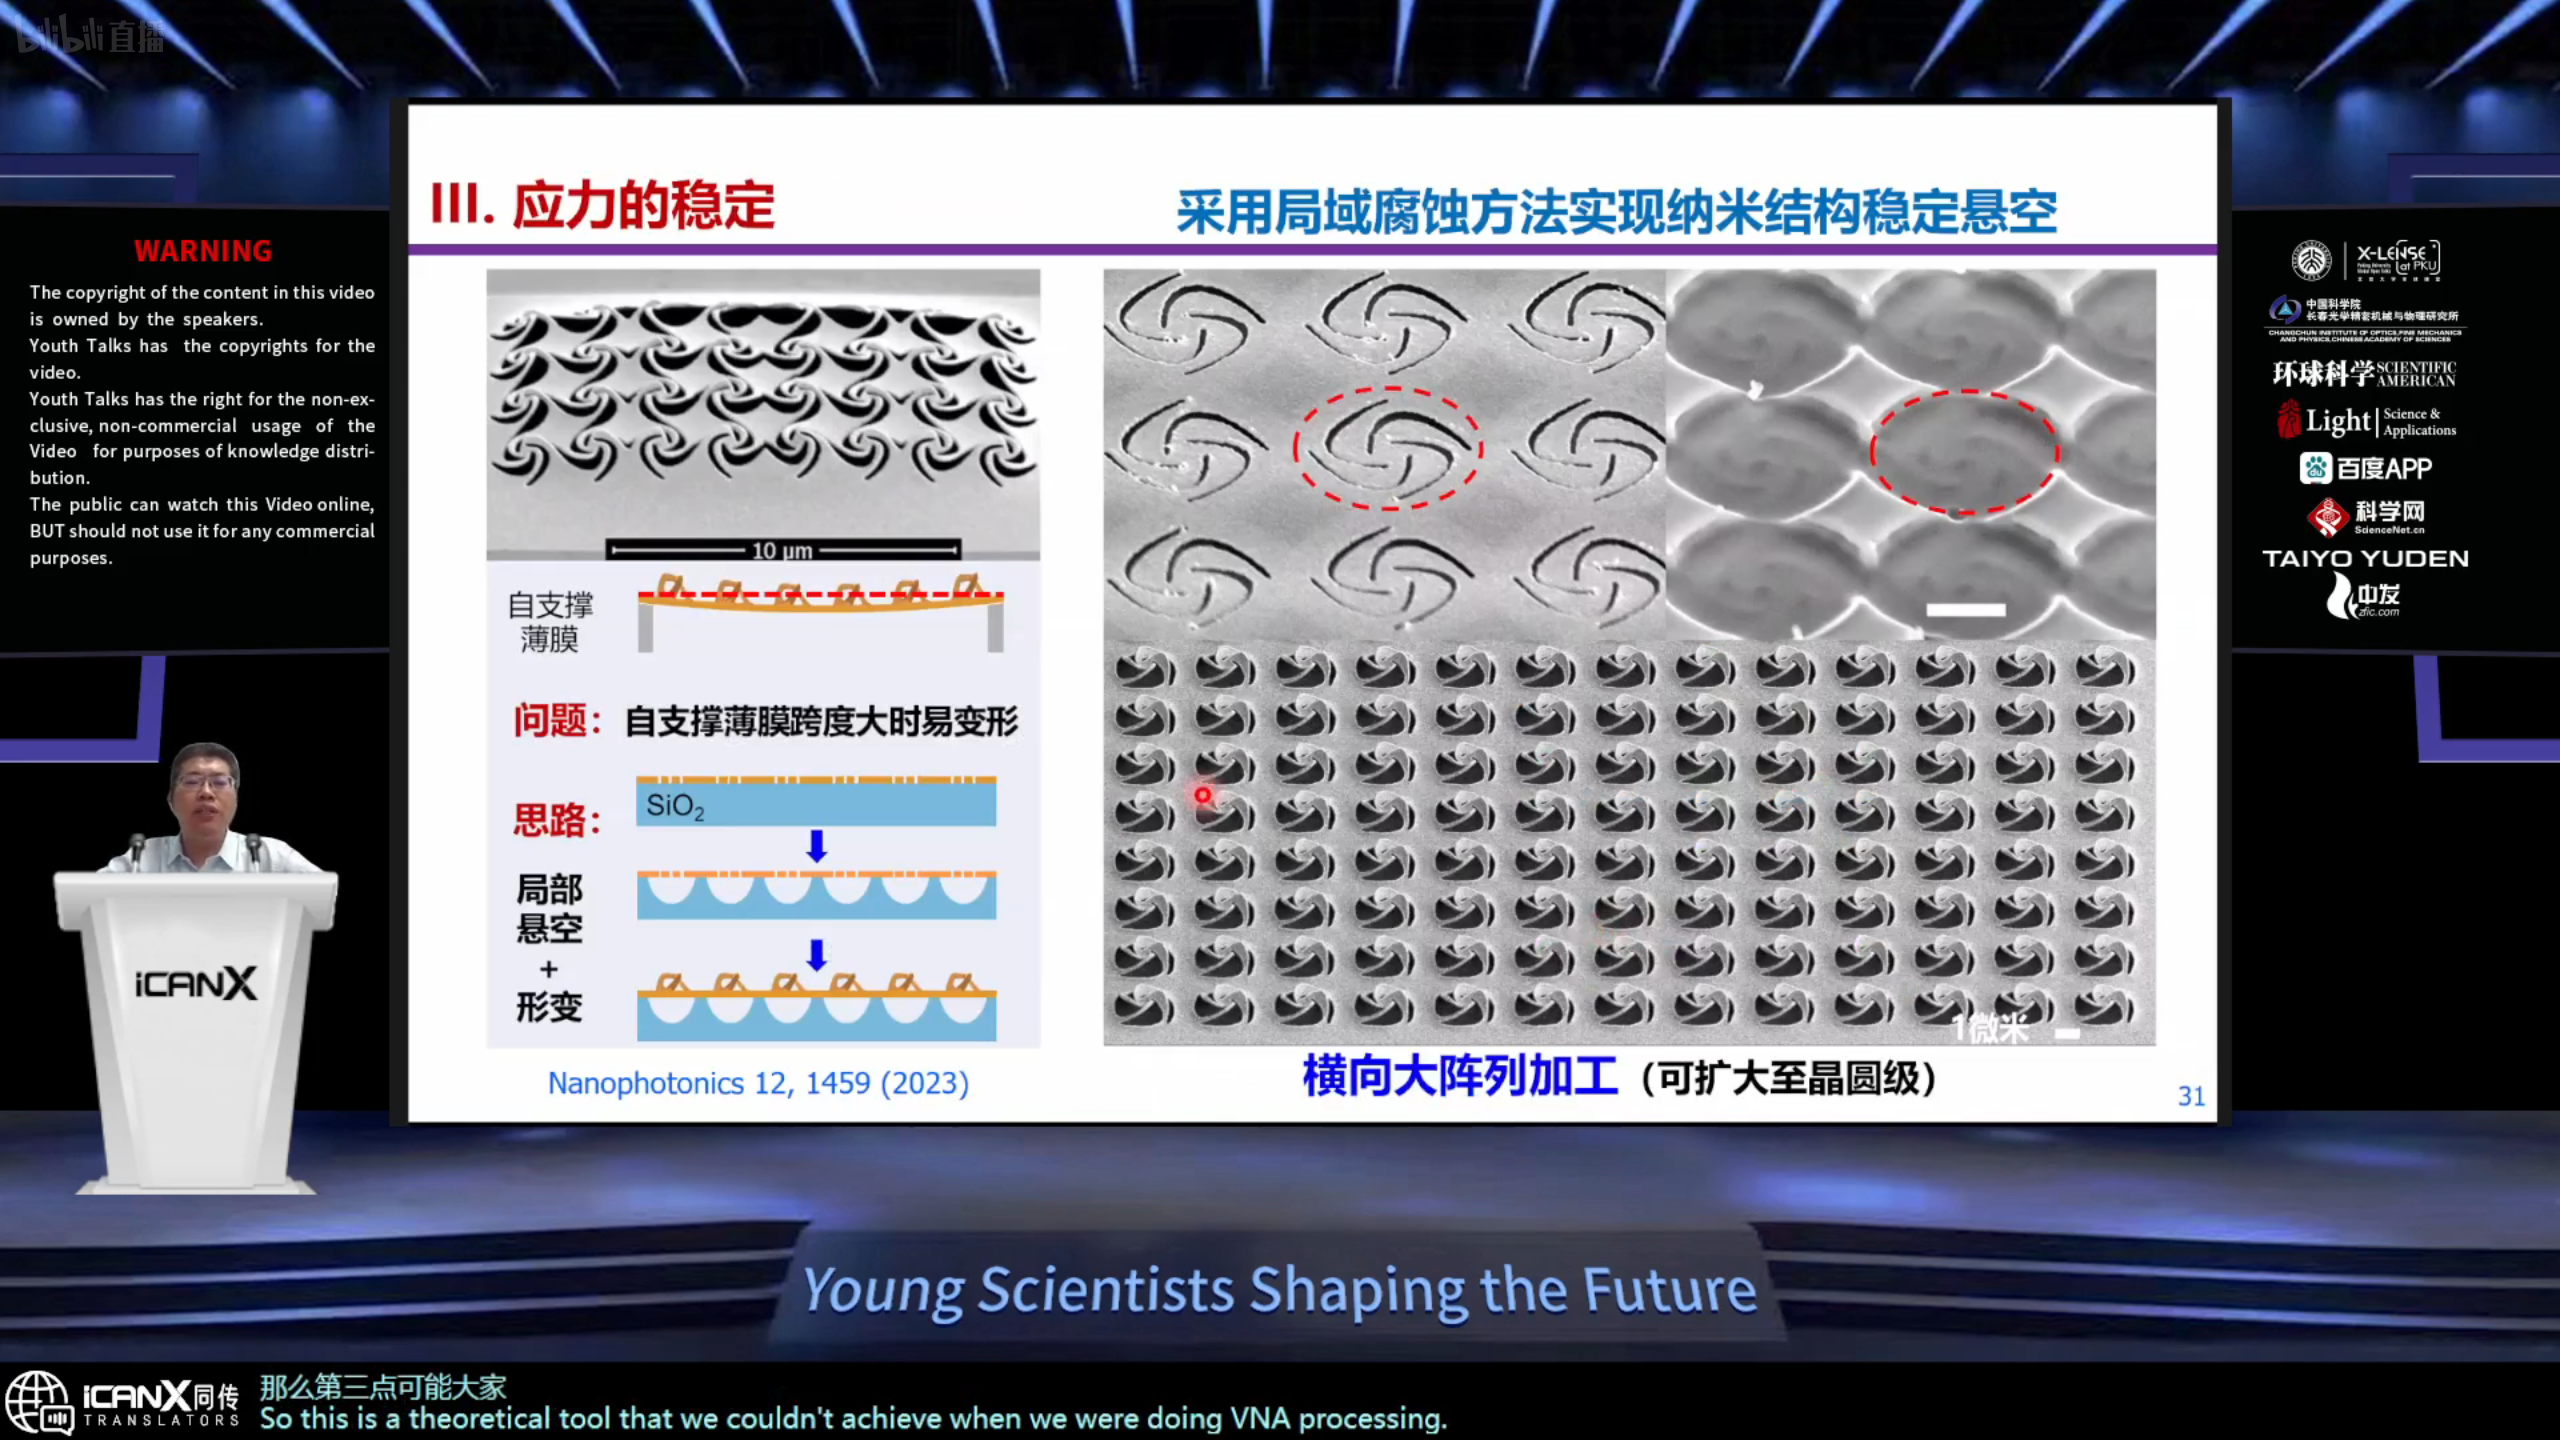 bilibili 直播
WARNING
The copyright of the content in this video
is owned by the speakers.
Youth Talks has the copyrights for the
video.
Youth Talks has the right for the non-ex-
clusive, non-commercial usage of the
Video for purposes of knowledge distri-
bution.
The public can watch this Video online,
BUT should not use it for any commercial
purposes.
III. 应力的稳定
采用局域腐蚀方法实现纳米结构稳定悬空
10 μm
自支撑
薄膜
问题：自支撑薄膜跨度大时易变形
思路：
SiO2
局部
悬空
+
形变
Nanophotonics 12, 1459 (2023)
1微米
横向大阵列加工（可扩大至晶圆级）
31
X-LENSE
at PKU
中国科学院
长春光学精密机械与物理研究所
CHANGCHUN INSTITUTE OF OPTICS,FINE MECHANICS
AND PHYSICS,CHINESE ACADEMY OF SCIENCES
环球科学 SCIENTIFIC
AMERICAN
Light Science &
Applications
du 百度APP
科学网
ScienceNet.cn
TAIYO YUDEN
中发
zfic.com
iCANX
Young Scientists Shaping the Future
iCANX同传
TRANSLATORS
那么第三点可能大家
So this is a theoretical tool that we couldn't achieve when we were doing VNA processing.